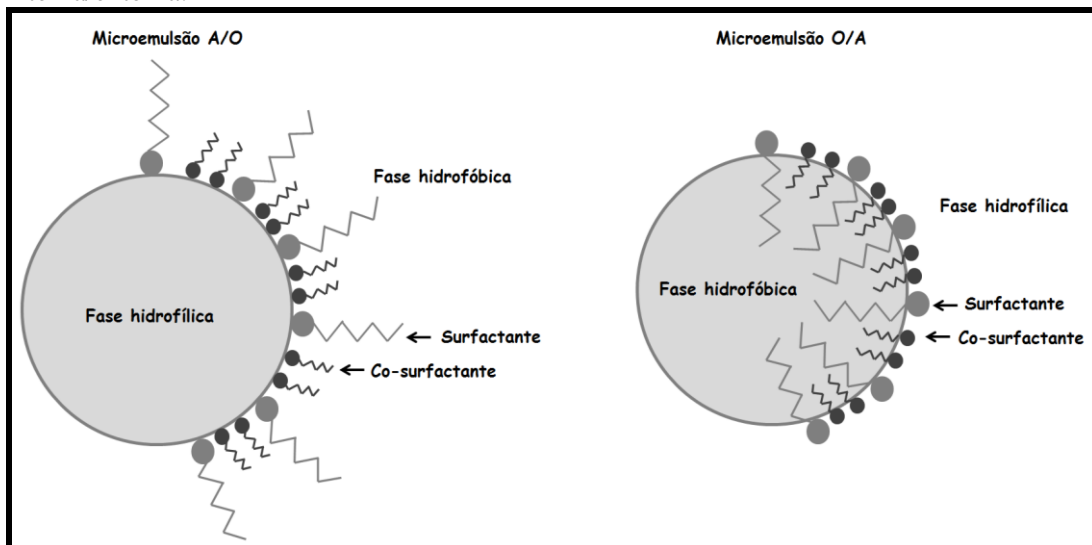 Microemulsão A/O
Fase hidrofóbica
Fase hidrofílica
Surfactante
Co-surfactante
Microemulsão O/A
Fase hidrofílica
Fase hidrofóbica
Surfactante
Co-surfactante